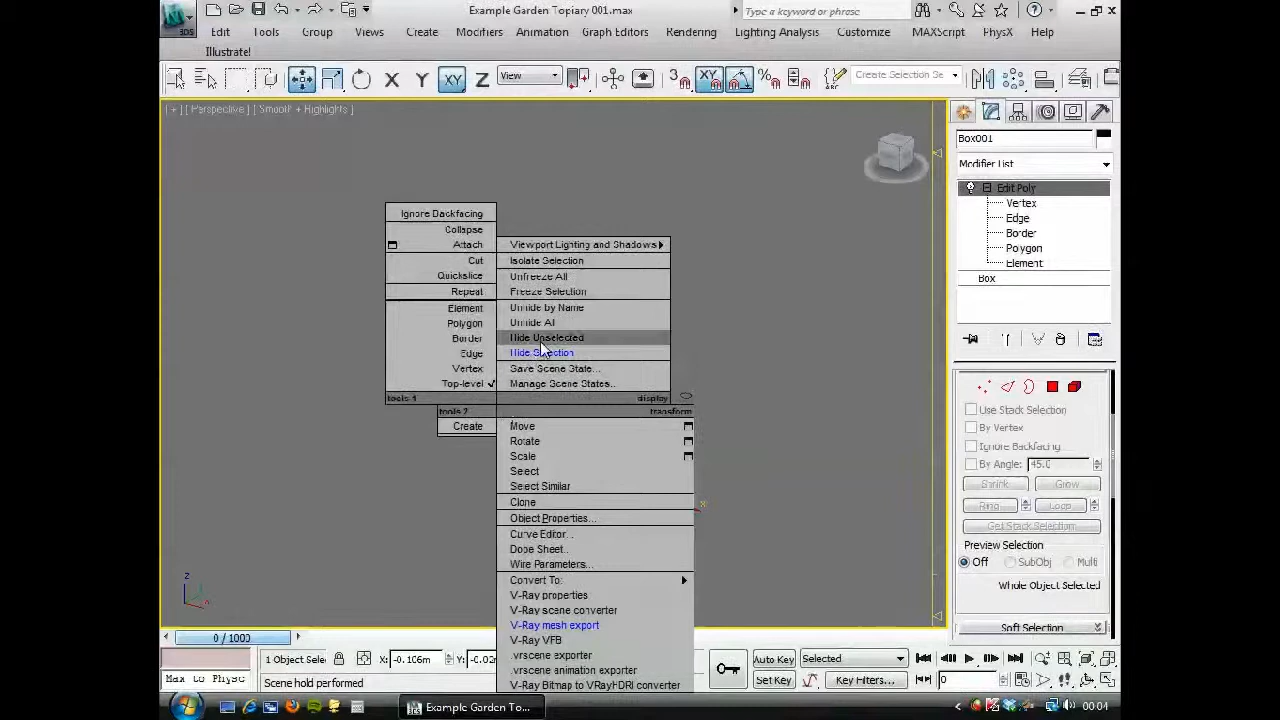 Example Garden Topiary 001.max
Type a keyword or phrase
Edit Tools Group Views Create Modifiers Animation Graph Editors Rendering Lighting Analysis Customize MAXScript PhysX Help
Illustrate!
X Y XY Z View Create Selection Se
[ + ] [ Perspective ] [ Smooth + Highlights ]
Ignore Backfacing
Collapse
Attach
Cut
Quickslice
Repeat
Element
Polygon
Border
Edge
Vertex
Top-level
tools 1
tools 2
Create
Viewport Lighting and Shadows
Isolate Selection
Unfreeze All
Freeze Selection
Unhide by Name
Unhide All
Hide Unselected
Hide Selection
Save Scene State...
Manage Scene States...
display
transform
Move
Rotate
Scale
Select
Select Similar
Clone
Object Properties...
Curve Editor...
Dope Sheet...
Wire Parameters...
Convert To:
V-Ray properties
V-Ray scene converter
V-Ray mesh export
V-Ray VFB
.vrscene exporter
.vrscene animation exporter
V-Ray Bitmap to VRayHDRI converter
Box001
Modifier List
Edit Poly
Vertex
Edge
Border
Polygon
Element
Box
Use Stack Selection
By Vertex
Ignore Backfacing
By Angle: 45.0
Shrink Grow
Ring Loop
Get Stack Selection
Preview Selection
Off SubObj Multi
Whole Object Selected
Soft Selection
z
x
0 / 1000
1 Object Selec
X: -0.106m Y:
Max to Physc
Scene hold performed
Auto Key Selected
Set Key Key Filters...
0
Example Garden To...
00:04